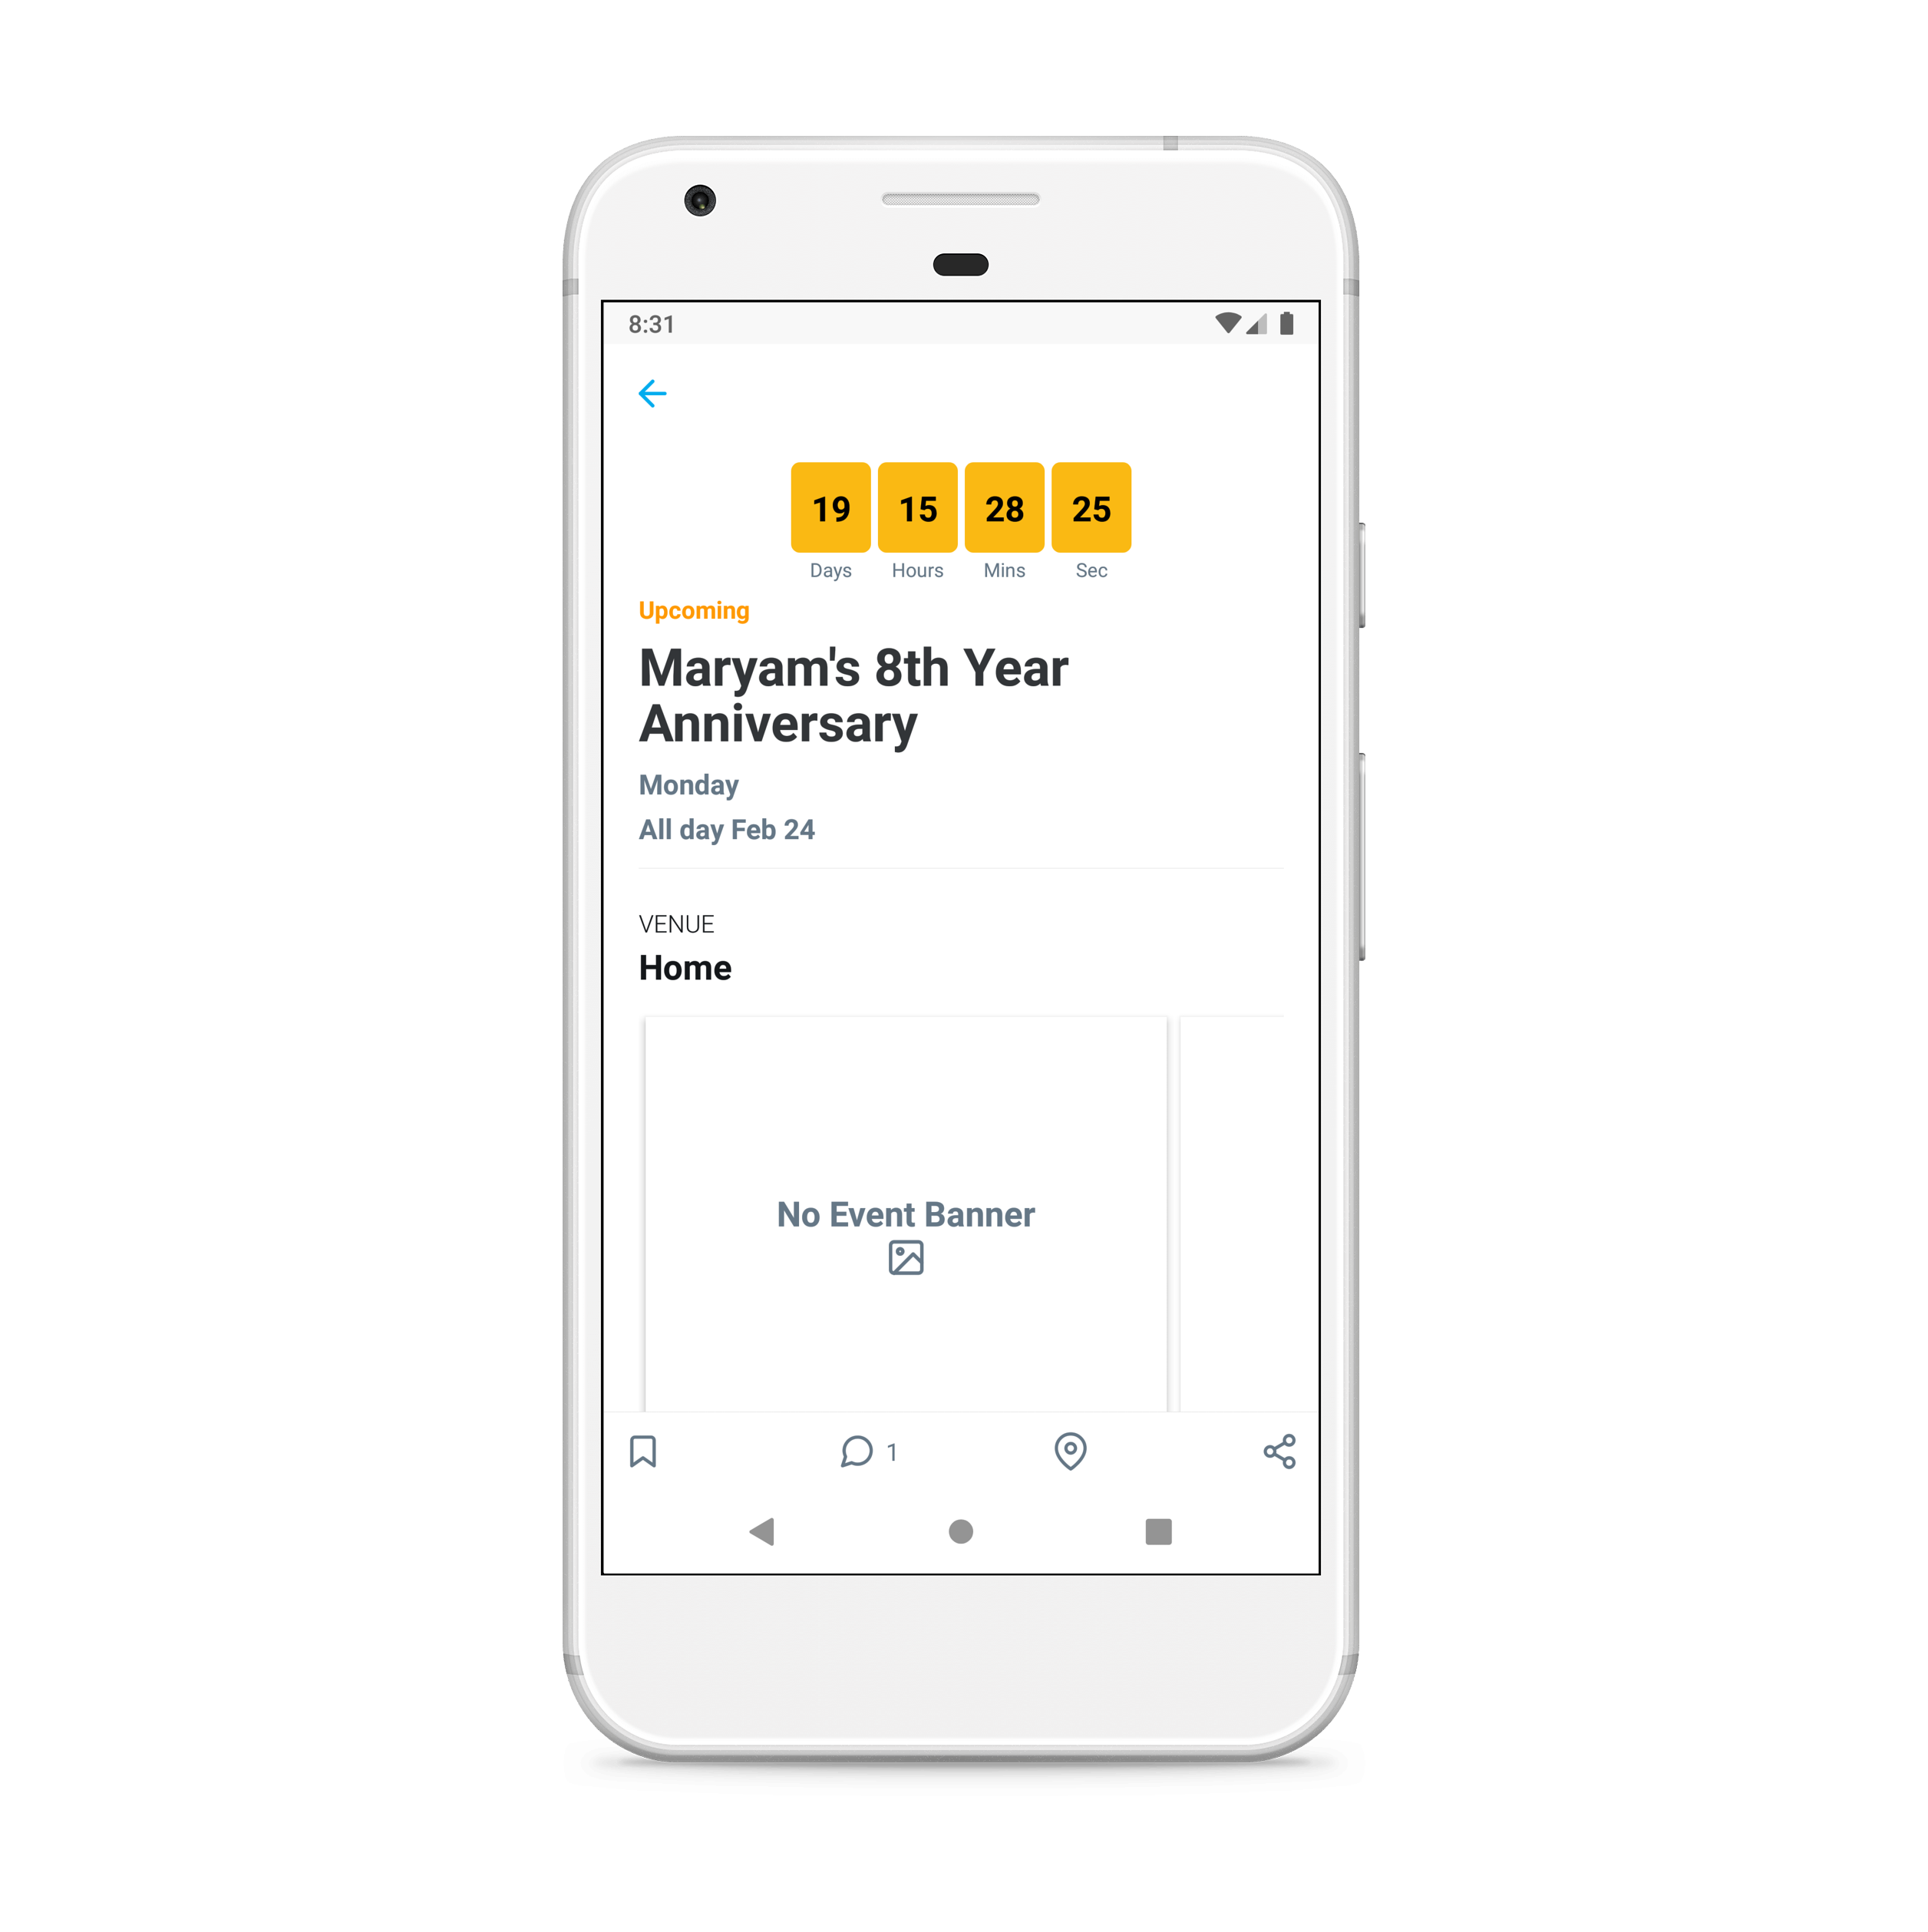 8:31
19 15 28 25
Days Hours Mins Sec
Upcoming
Maryam's 8th Year
Anniversary
Monday
All day Feb 24
VENUE
Home
No Event Banner
1